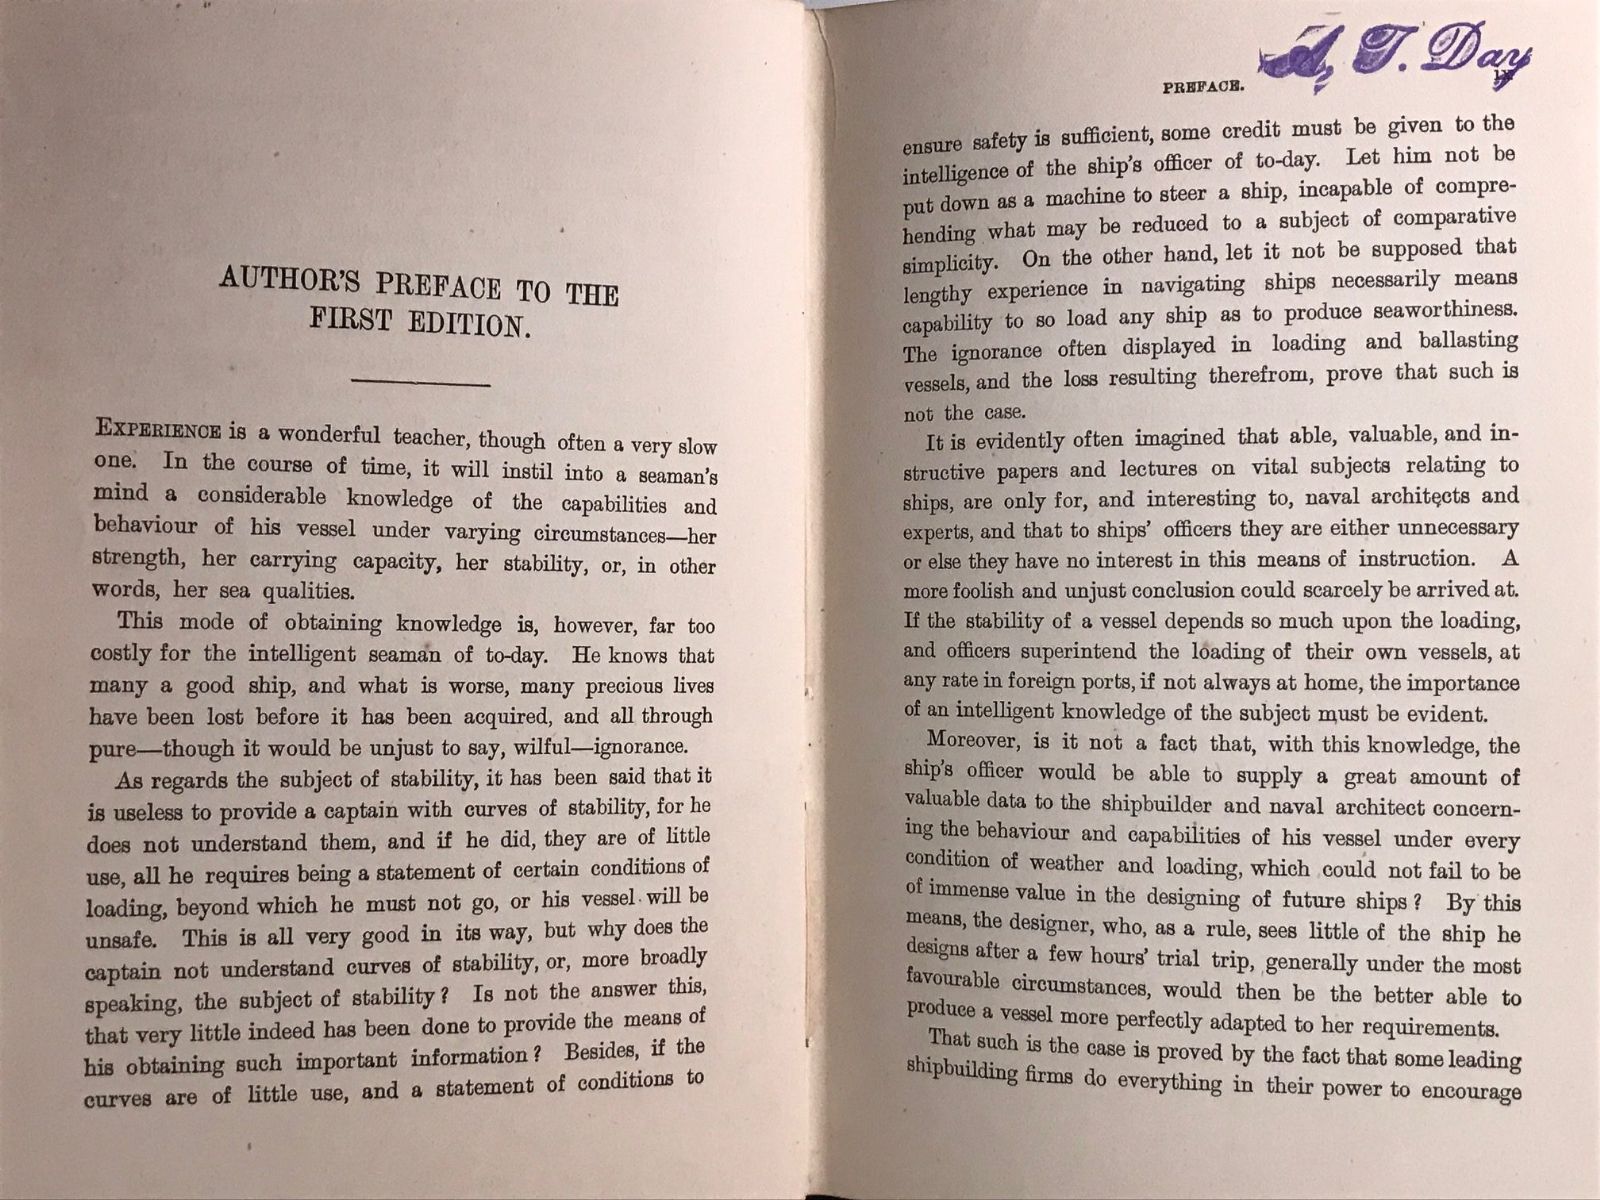 AUTHOR'S PREFACE TO THE
FIRST EDITION.
EXPERIENCE is a wonderful teacher, though often a very slow
one. In the course of time, it will instil into a seaman's
mind a considerable knowledge of the capabilities and
behaviour of his vessel under varying circumstances—her
strength, her carrying capacity, her stability, or, in other
words, her sea qualities.
This mode of obtaining knowledge is, however, far too
costly for the intelligent seaman of to-day. He knows that
many a good ship, and what is worse, many precious lives
have been lost before it has been acquired, and all through
pure—though it would be unjust to say, wilful—ignorance.
As regards the subject of stability, it has been said that it
is useless to provide a captain with curves of stability, for he
does not understand them, and if he did, they are of little
use, all he requires being a statement of certain conditions of
loading, beyond which he must not go, or his vessel will be
unsafe. This is all very good in its way, but why does the
captain not understand curves of stability, or, more broadly
speaking, the subject of stability? Is not the answer this,
that very little indeed has been done to provide the means of
his obtaining such important information? Besides, if the
curves are of little use, and a statement of conditions to
A. T. Day
PREFACE. ix
ensure safety is sufficient, some credit must be given to the
intelligence of the ship's officer of to-day. Let him not be
put down as a machine to steer a ship, incapable of compre-
hending what may be reduced to a subject of comparative
simplicity. On the other hand, let it not be supposed that
lengthy experience in navigating ships necessarily means
capability to so load any ship as to produce seaworthiness.
The ignorance often displayed in loading and ballasting
vessels, and the loss resulting therefrom, prove that such is
not the case.
It is evidently often imagined that able, valuable, and in-
structive papers and lectures on vital subjects relating to
ships, are only for, and interesting to, naval architects and
experts, and that to ships' officers they are either unnecessary
or else they have no interest in this means of instruction. A
more foolish and unjust conclusion could scarcely be arrived at.
If the stability of a vessel depends so much upon the loading,
and officers superintend the loading of their own vessels, at
any rate in foreign ports, if not always at home, the importance
of an intelligent knowledge of the subject must be evident.
Moreover, is it not a fact that, with this knowledge, the
ship's officer would be able to supply a great amount of
valuable data to the shipbuilder and naval architect concern-
ing the behaviour and capabilities of his vessel under every
condition of weather and loading, which could not fail to be
of immense value in the designing of future ships? By this
means, the designer, who, as a rule, sees little of the ship he
designs after a few hours' trial trip, generally under the most
favourable circumstances, would then be the better able to
produce a vessel more perfectly adapted to her requirements.
That such is the case is proved by the fact that some leading
shipbuilding firms do everything in their power to encourage